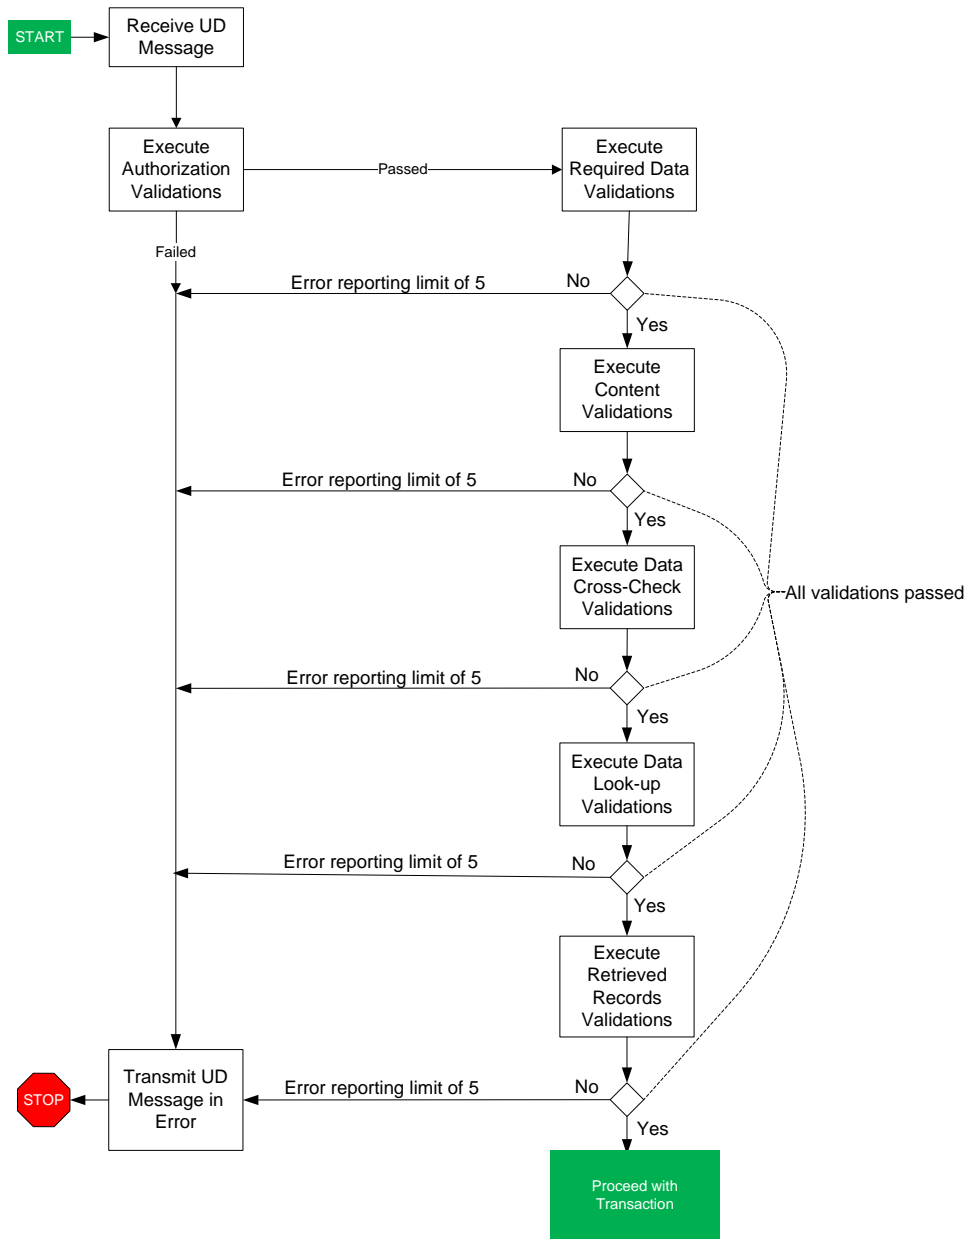 START
Receive UD
Message
Execute
Authorization
Validations
Passed
Execute
Required Data
Validations
Failed
Error reporting limit of 5
No
Yes
Execute
Content
Validations
Error reporting limit of 5
No
Yes
Execute Data
Cross-Check
Validations
All validations passed
Error reporting limit of 5
No
Yes
Execute Data
Look-up
Validations
Error reporting limit of 5
No
Yes
Execute
Retrieved
Records
Validations
STOP
Transmit UD
Message in
Error
Error reporting limit of 5
No
Yes
Proceed with
Transaction